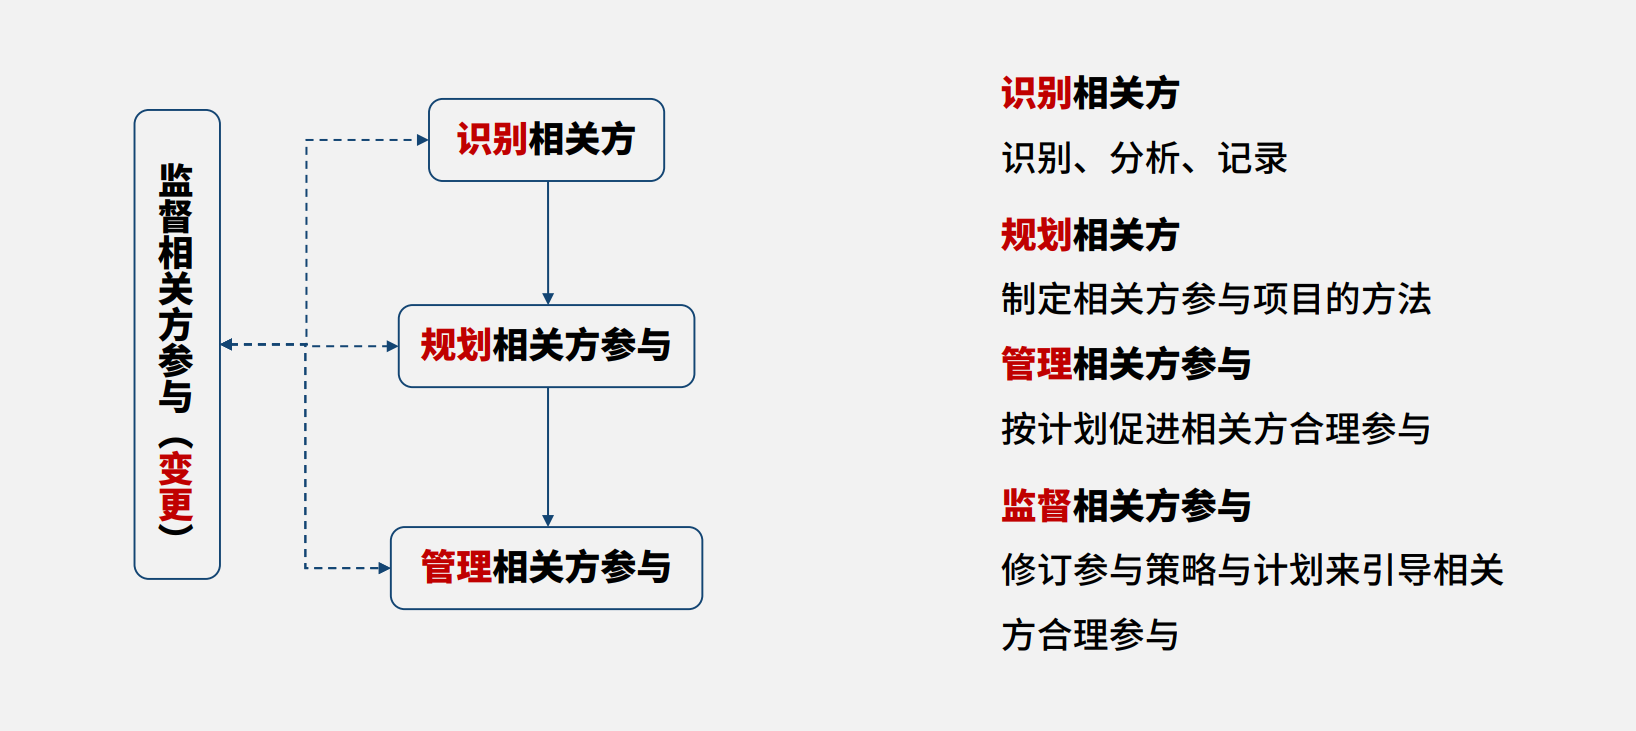 监督相关方参与（变更）
识别相关方
规划相关方参与
管理相关方参与
识别相关方
识别、分析、记录
规划相关方
制定相关方参与项目的方法
管理相关方参与
按计划促进相关方合理参与
监督相关方参与
修订参与策略与计划来引导相关
方合理参与